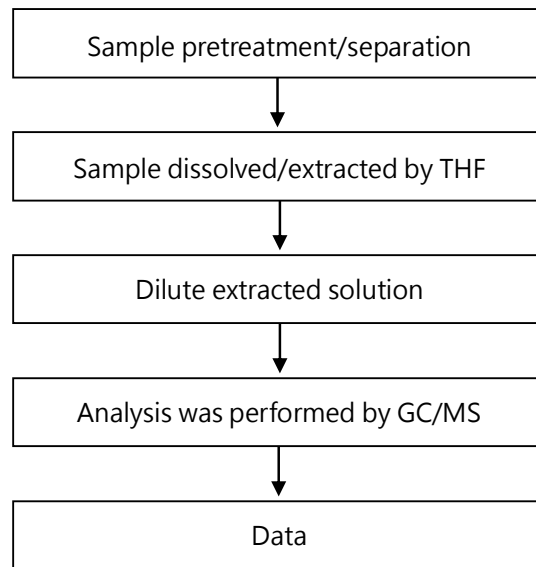 Sample pretreatment/separation
Sample dissolved/extracted by THF
Dilute extracted solution
Analysis was performed by GC/MS
Data